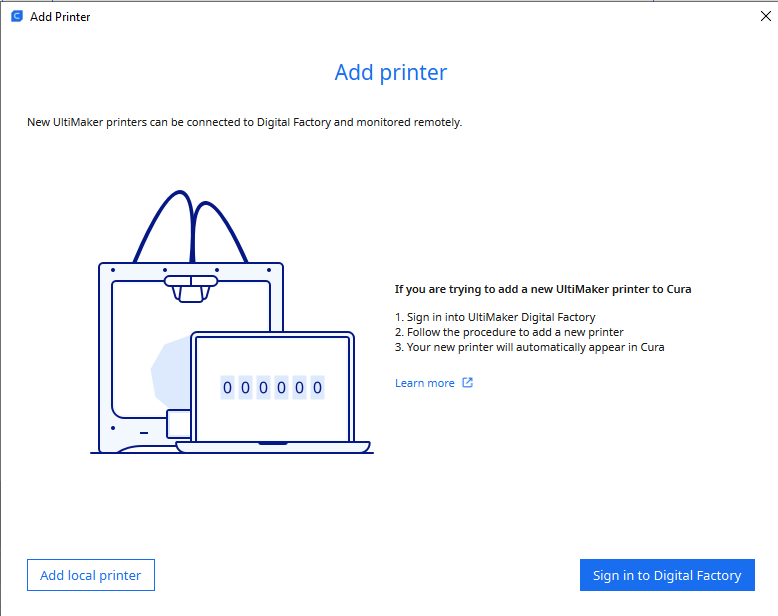 Add Printer
Add printer
New UltiMaker printers can be connected to Digital Factory and monitored remotely.
0 0 0 0 0 0
If you are trying to add a new UltiMaker printer to Cura
1. Sign in into UltiMaker Digital Factory
2. Follow the procedure to add a new printer
3. Your new printer will automatically appear in Cura
Learn more
Add local printer
Sign in to Digital Factory